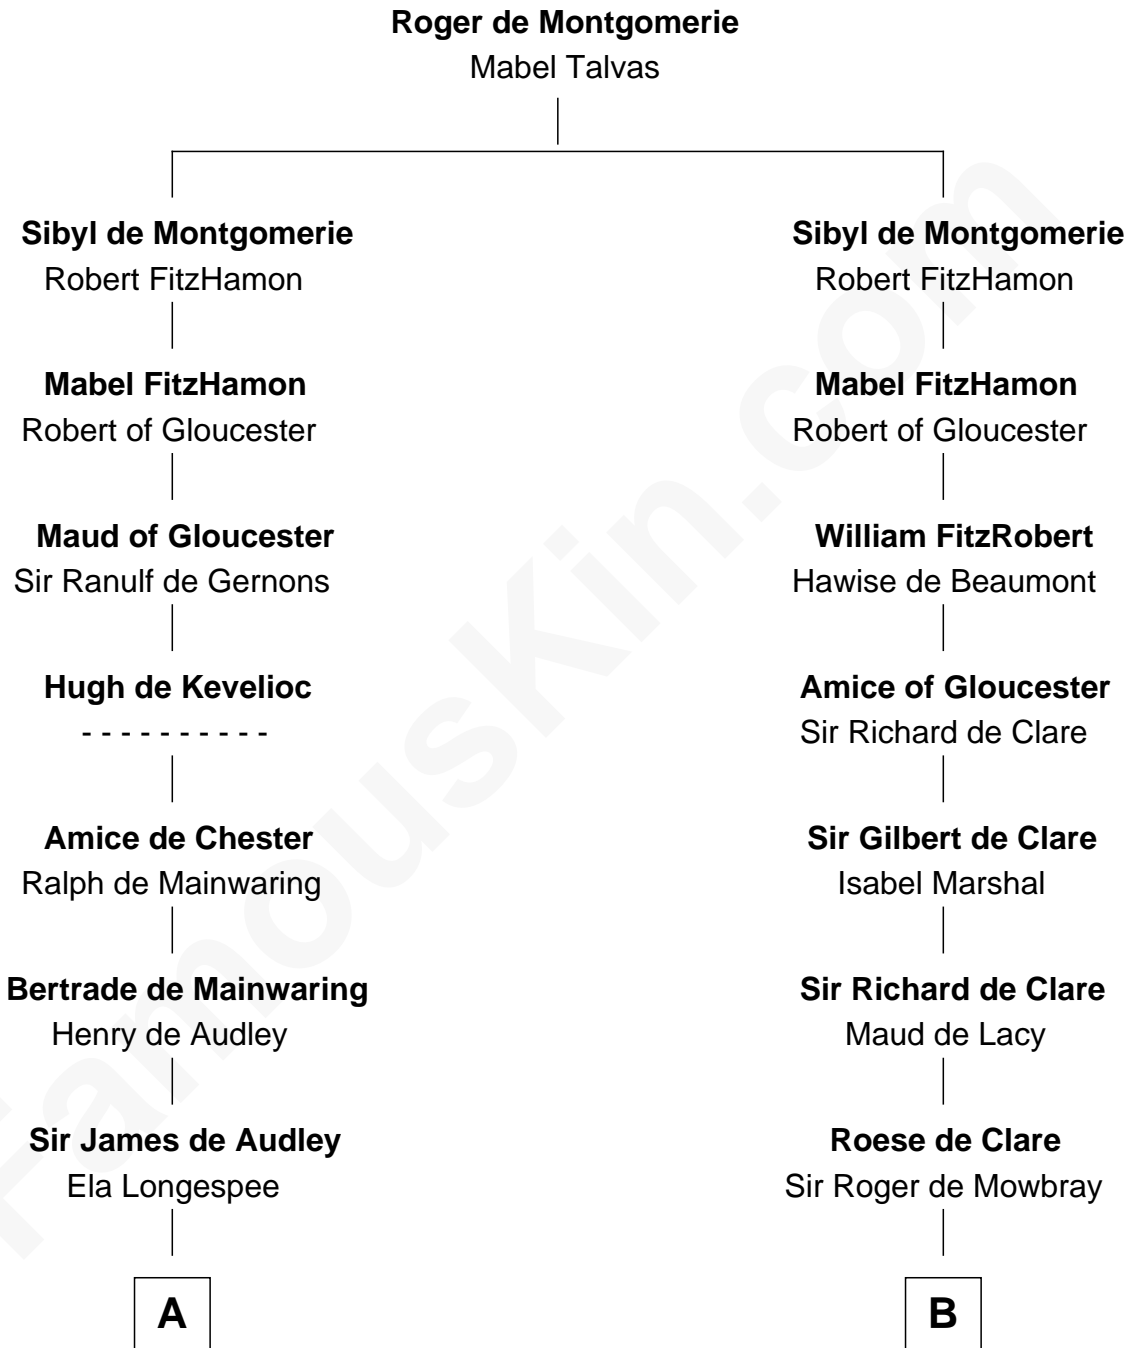 Roger de Montgomerie
Mabel Talvas
Sibyl de Montgomerie
Robert FitzHamon
Mabel FitzHamon
Robert of Gloucester
Maud of Gloucester
Sir Ranulf de Gernons
Hugh de Kevelioc
- - - - - - - - - -
Amice de Chester
Ralph de Mainwaring
Bertrade de Mainwaring
Henry de Audley
Sir James de Audley
Ela Longespee
A
Sibyl de Montgomerie
Robert FitzHamon
Mabel FitzHamon
Robert of Gloucester
William FitzRobert
Hawise de Beaumont
Amice of Gloucester
Sir Richard de Clare
Sir Gilbert de Clare
Isabel Marshal
Sir Richard de Clare
Maud de Lacy
Roese de Clare
Sir Roger de Mowbray
B
FamousKin.com